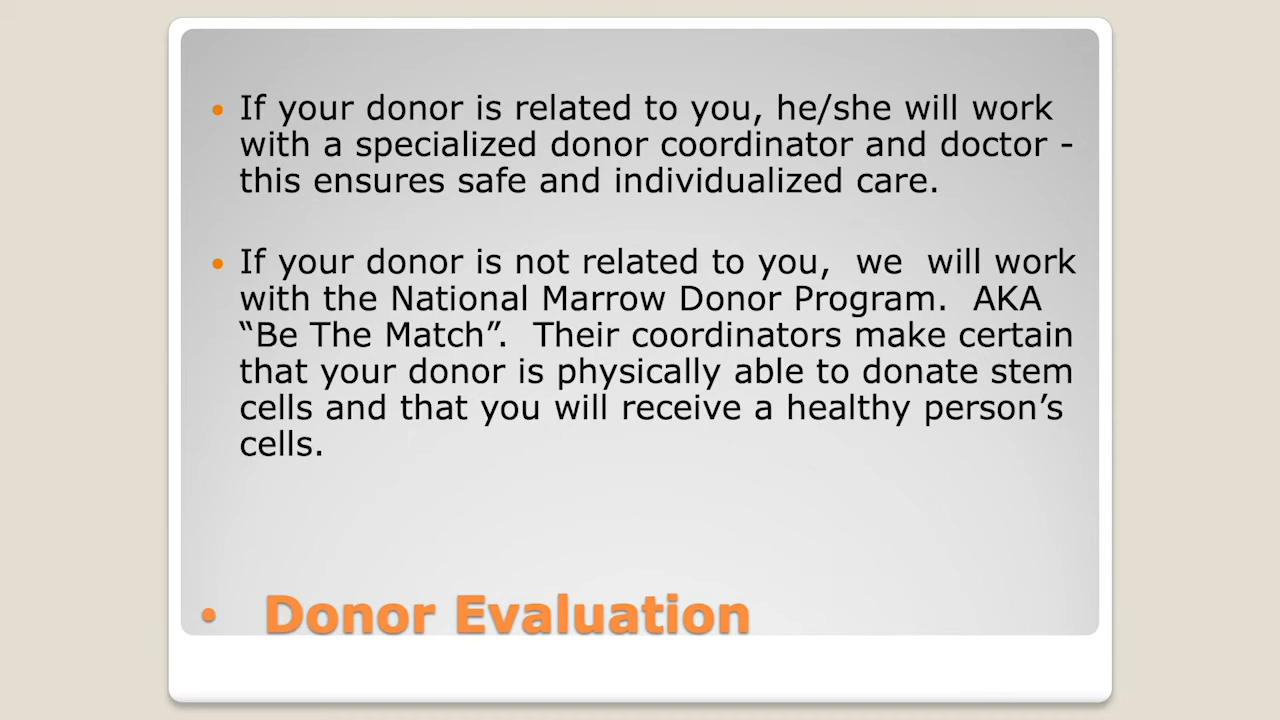 • If your donor is related to you, he/she will work
with a specialized donor coordinator and doctor -
this ensures safe and individualized care.
• If your donor is not related to you,  we  will work
with the National Marrow Donor Program.  AKA
“Be The Match”.  Their coordinators make certain
that your donor is physically able to donate stem
cells and that you will receive a healthy person’s
cells.
• Donor Evaluation